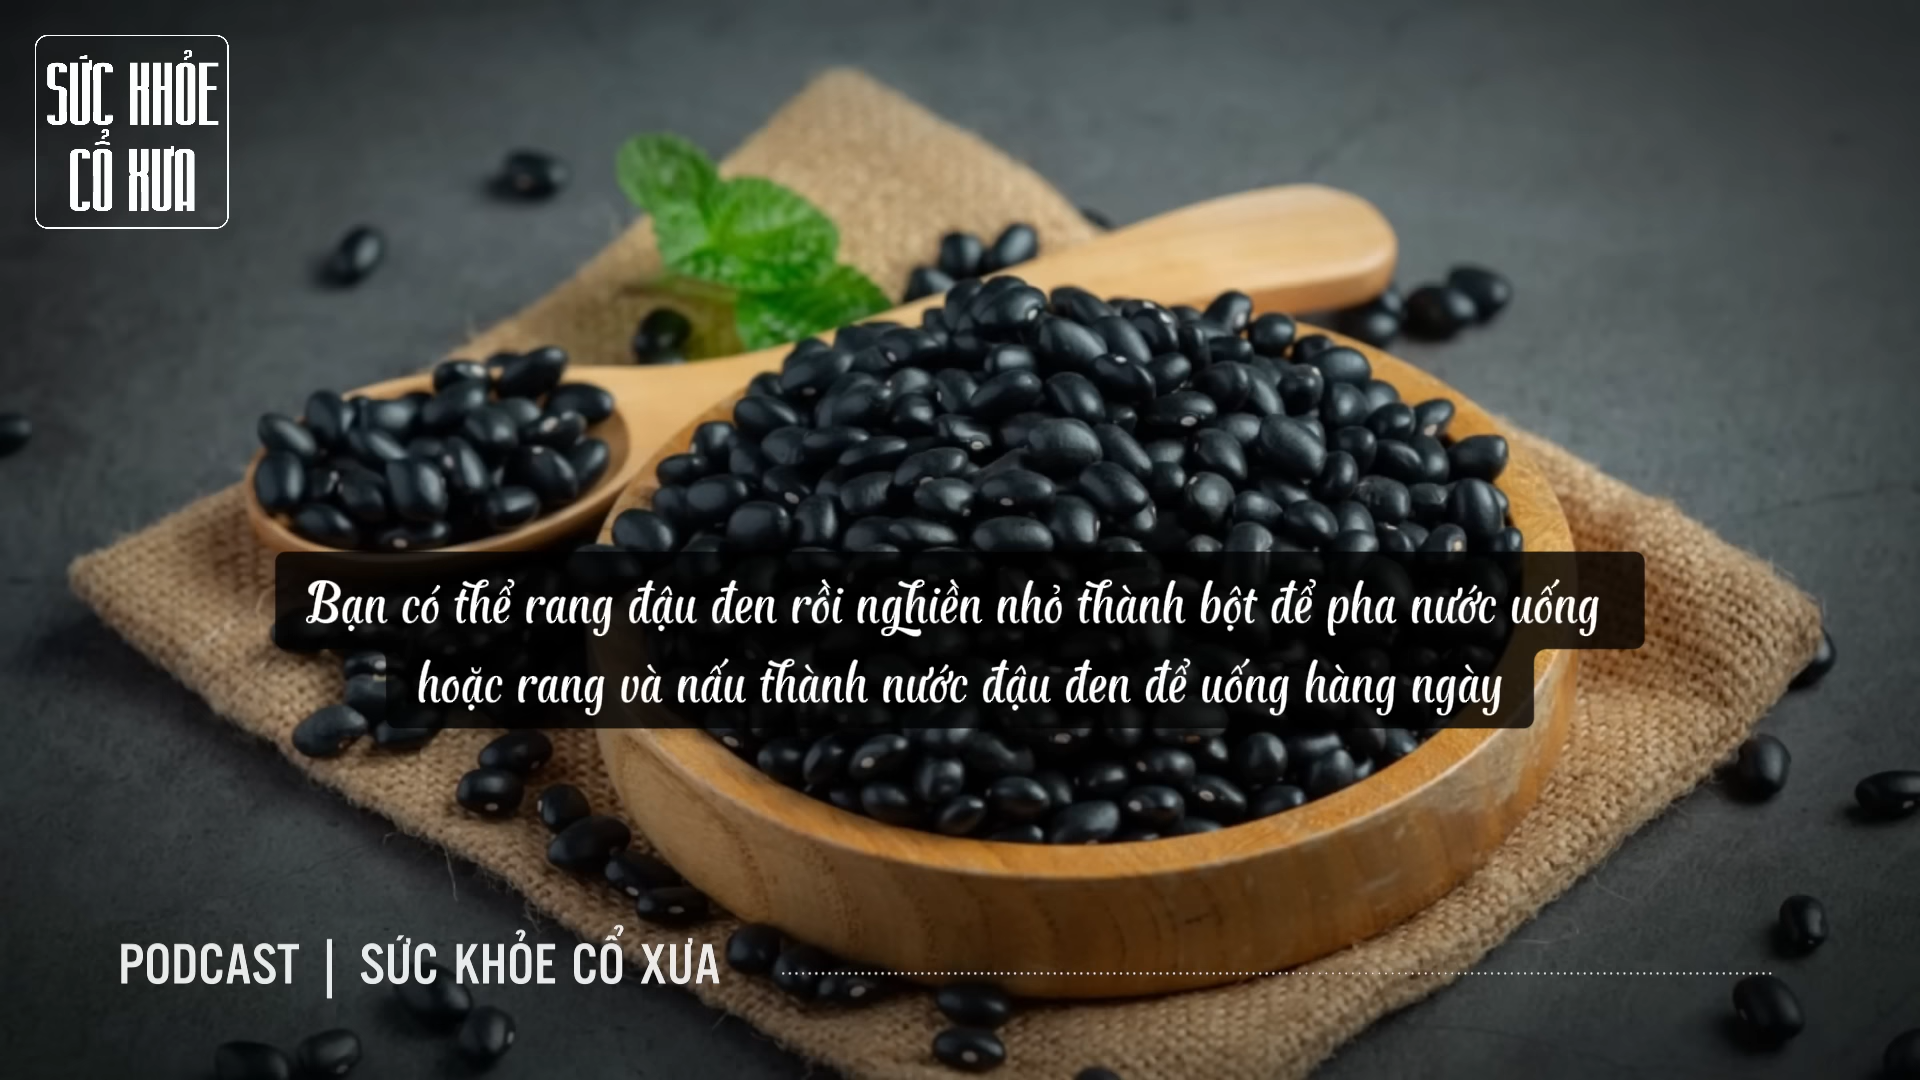 SỨC KHỎE
CỔ XƯA
Bạn có thể rang đậu đen rồi nghiền nhỏ thành bột để pha nước uống
hoặc rang và nấu thành nước đậu đen để uống hàng ngày
PODCAST | SỨC KHỎE CỔ XƯA